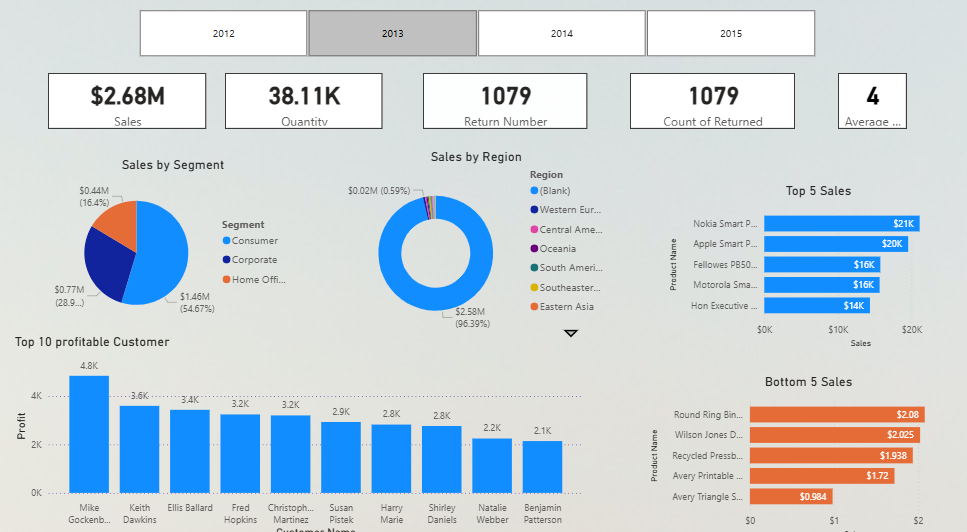 2012
2013
2014
2015
$2.68M
Sales
38.11K
Quantity
1079
Return Number
1079
Count of Returned
4
Average ...
Sales by Segment
$0.44M
(16.4%)
$0.77M
(28.9...)
$1.46M
(54.67%)
Segment
Consumer
Corporate
Home Offi...
Sales by Region
$0.02M (0.59%)
$2.58M
(96.39%)
Region
(Blank)
Western Eur...
Central Ame...
Oceania
South Ameri...
Southeaster...
Eastern Asia
Top 5 Sales
Product Name
Nokia Smart P...
$21K
Apple Smart P...
$20K
Fellowes PB50...
$16K
Motorola Sma...
$16K
Hon Executive ...
$14K
$0K
$10K
$20K
Sales
Top 10 profitable Customer
Profit
4K
2K
0K
4.8K
3.6K
3.4K
3.2K
3.2K
2.9K
2.8K
2.8K
2.2K
2.1K
Mike
Gockenb...
Keith
Dawkins
Ellis Ballard
Fred
Hopkins
Christoph...
Martinez
Susan
Pistek
Harry
Marie
Shirley
Daniels
Natalie
Webber
Benjamin
Patterson
Customer Name
Bottom 5 Sales
Product Name
Round Ring Bin...
$2.08
Wilson Jones D...
$2.025
Recycled Pressb...
$1.938
Avery Printable ...
$1.72
Avery Triangle S...
$0.984
$0
$1
$2